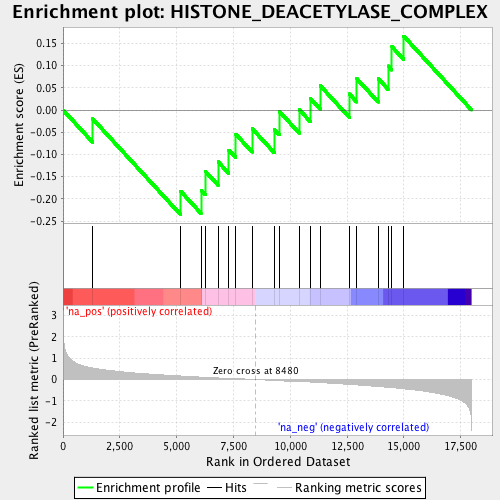 Enrichment plot: HISTONE_DEACETYLASE_COMPLEX
Enrichment score (ES)
0.15
0.10
0.05
0.00
-0.05
-0.10
-0.15
-0.20
-0.25
'na_pos' (positively correlated)
Ranked list metric (PreRanked)
3
2
1
0
-1
-2
Zero cross at 8480
'na_neg' (negatively correlated)
0
2,500
5,000
7,500
10,000
12,500
15,000
17,500
Rank in Ordered Dataset
Enrichment profile
Hits
Ranking metric scores